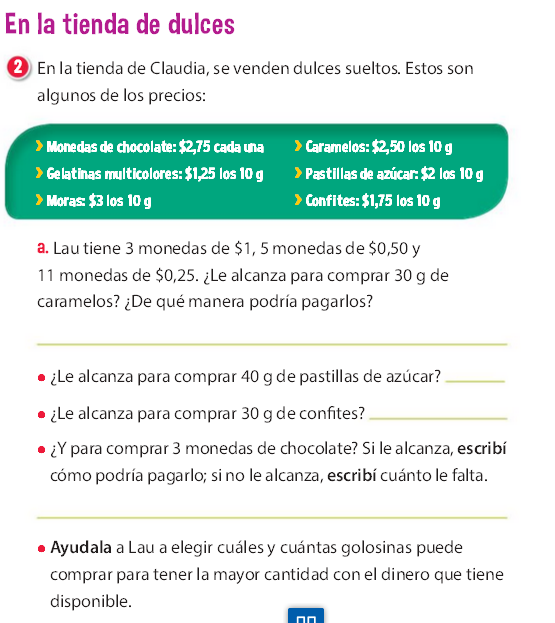 En la tienda de dulces
2 En la tienda de Claudia, se venden dulces sueltos. Estos son
algunos de los precios:
Monedas de chocolate: $2,75 cada una
Gelatinas multicolores: $1,25 los 10 g
Moras: $3 los 10 g
Caramelos: $2,50 los 10 g
Pastillas de azúcar: $2 los 10 g
Confites: $1,75 los 10 g
a. Lau tiene 3 monedas de $1, 5 monedas de $0,50 y
11 monedas de $0,25. ¿Le alcanza para comprar 30 g de
caramelos? ¿De qué manera podría pagarlos?
• ¿Le alcanza para comprar 40 g de pastillas de azúcar?
• ¿Le alcanza para comprar 30 g de confites?
• ¿Y para comprar 3 monedas de chocolate? Si le alcanza, escribí
cómo podría pagarlo; si no le alcanza, escribí cuánto le falta.
• Ayudala a Lau a elegir cuáles y cuántas golosinas puede
comprar para tener la mayor cantidad con el dinero que tiene
disponible.